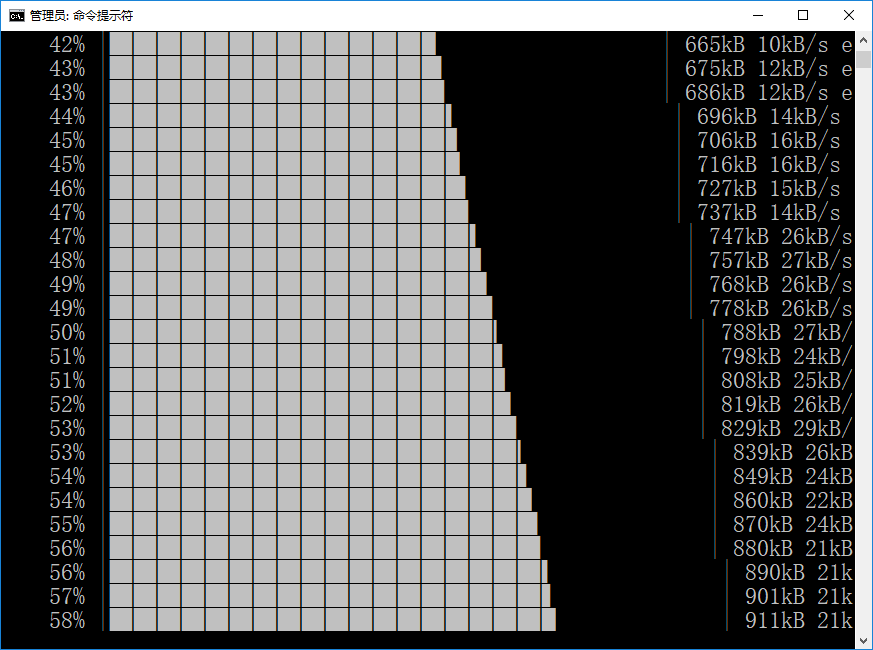 管理员: 命令提示符
42% 665kB 10kB/s e
43% 675kB 12kB/s e
43% 686kB 12kB/s e
44% 696kB 14kB/s
45% 706kB 16kB/s
45% 716kB 16kB/s
46% 727kB 15kB/s
47% 737kB 14kB/s
47% 747kB 26kB/s
48% 757kB 27kB/s
49% 768kB 26kB/s
49% 778kB 26kB/s
50% 788kB 27kB/
51% 798kB 24kB/
51% 808kB 25kB/
52% 819kB 26kB/
53% 829kB 29kB/
53% 839kB 26kB
54% 849kB 24kB
54% 860kB 22kB
55% 870kB 24kB
56% 880kB 21kB
56% 890kB 21k
57% 901kB 21k
58% 911kB 21k